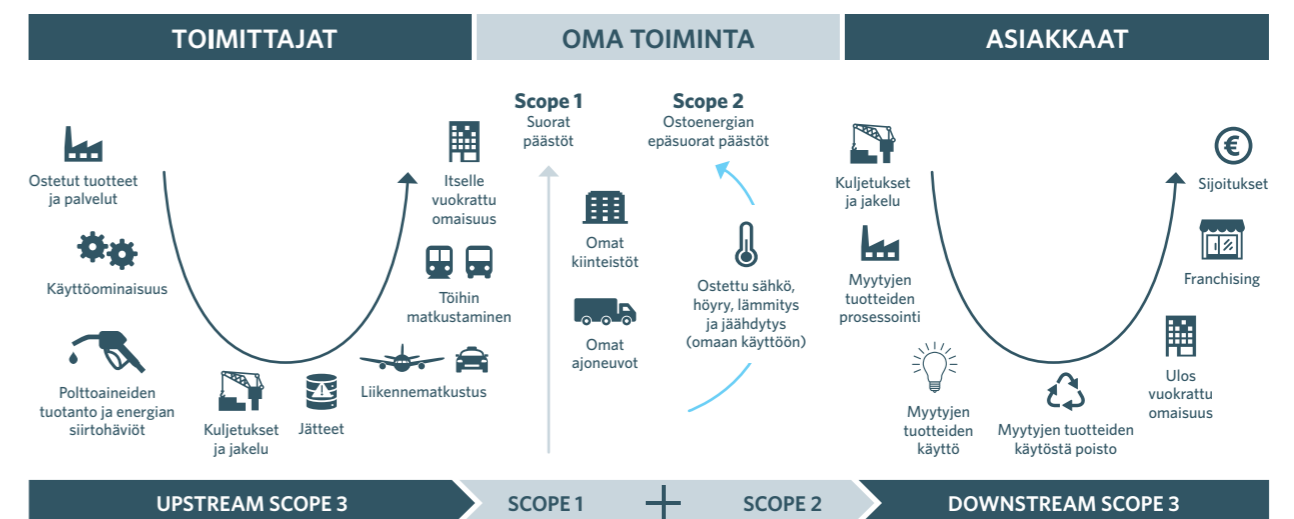 TOIMITTAJAT
OMA TOIMINTA
ASIAKKAAT
Ostetut tuotteet
ja palvelut
Käyttöominaisuus
Polttoaineiden
tuotanto ja energian
siirtohäviöt
Kuljetukset
ja jakelu
Jätteet
Liikennematkustus
Töihin
matkustaminen
Itselle
vuokrattu
omaisuus
Scope 1
Suorat
päästöt
Omat
kiinteistöt
Omat
ajoneuvot
Scope 2
Ostoenergian
epäsuorat päästöt
Ostettu sähkö,
höyry, lämmitys
ja jäähdytys
(omaan käyttöön)
Kuljetukset
ja jakelu
Myytyjen
tuotteiden
prosessointi
Myytyjen
tuotteiden
käyttö
Myytyjen tuotteiden
käytöstä poisto
Ulos
vuokrattu
omaisuus
Franchising
€
Sijoitukset
UPSTREAM SCOPE 3
SCOPE 1
+
SCOPE 2
DOWNSTREAM SCOPE 3